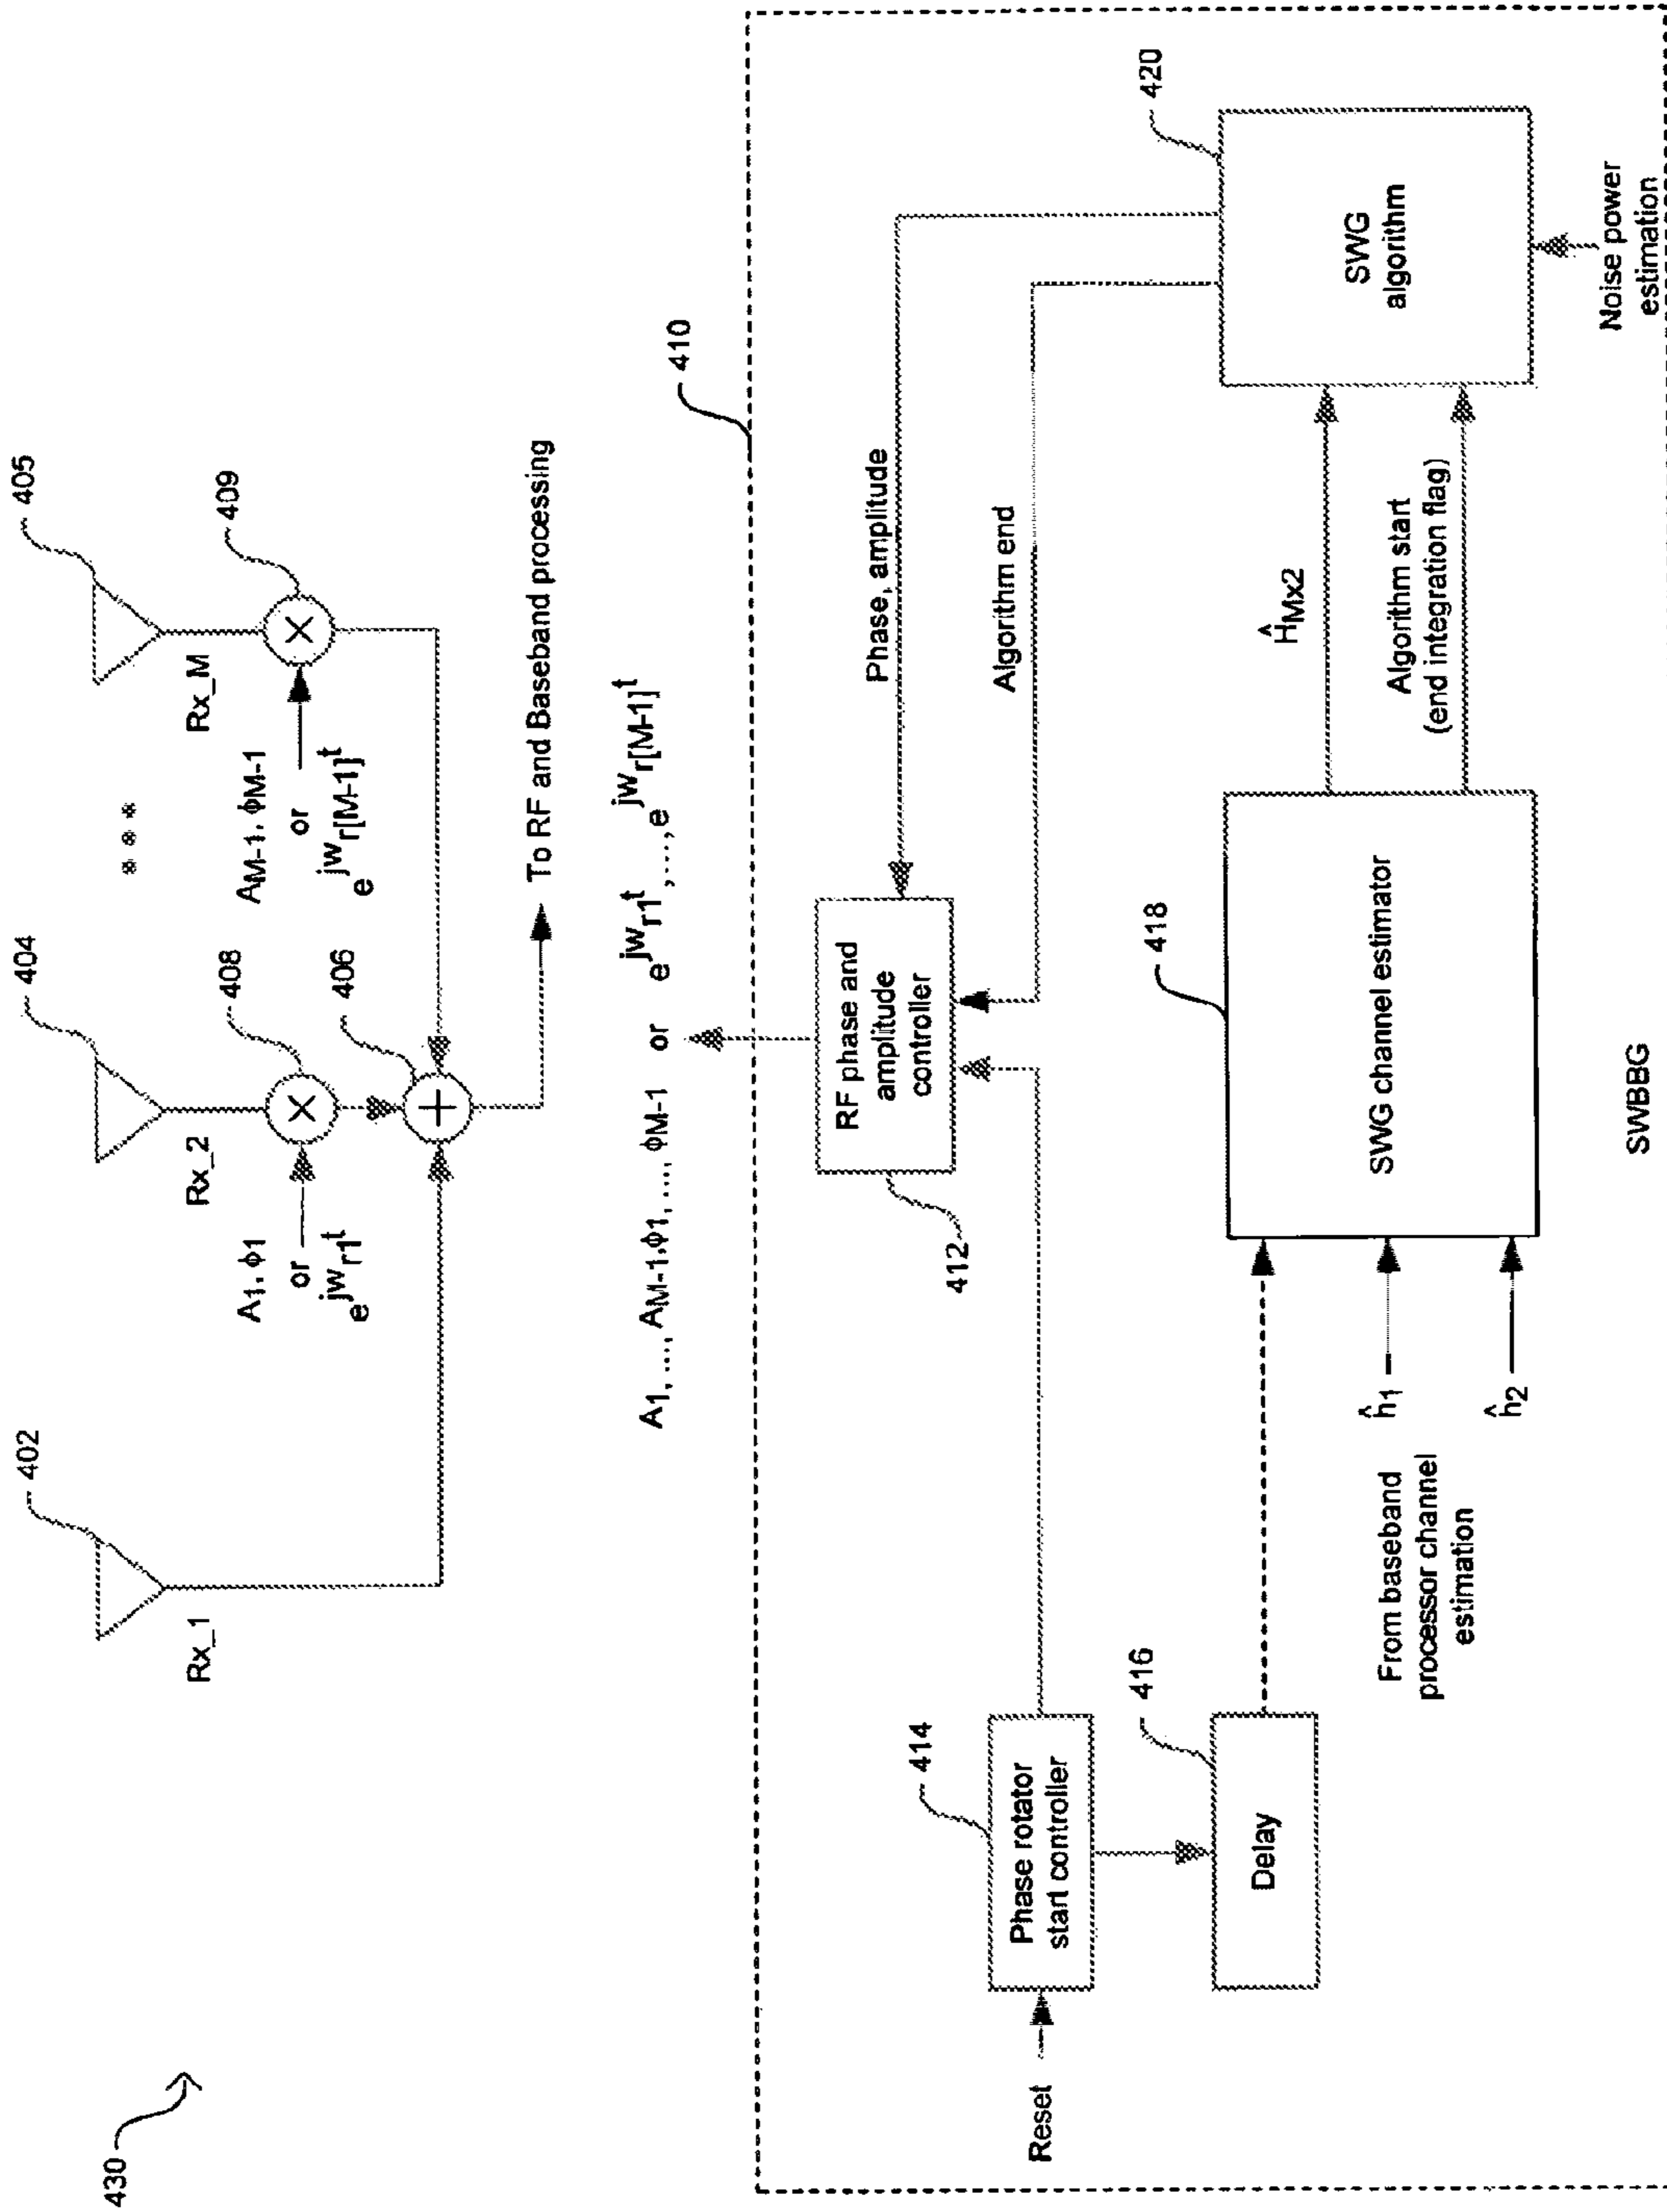 430
402
404
405
Rx_1
Rx_2
Rx_M
408
409
406
A1, ϕ1
or
e^jw_r1^t
AM-1, ϕM-1
or
e^jw_r[M-1]^t
To RF and Baseband processing
A1, ..., AM-1,ϕ1, ..., ϕM-1 or e^jw_r1^t,...,e^jw_r[M-1]^t
410
RF phase and
amplitude
controller
412
Phase, amplitude
Algorithm end
Reset
Phase rotator
start controller
414
Delay
416
From baseband
processor channel
estimation
ĥ1
ĥ2
SWG channel estimator
418
ĤMx2
Algorithm start
(end integration flag)
SWG
algorithm
420
Noise power
estimation
SWBBG